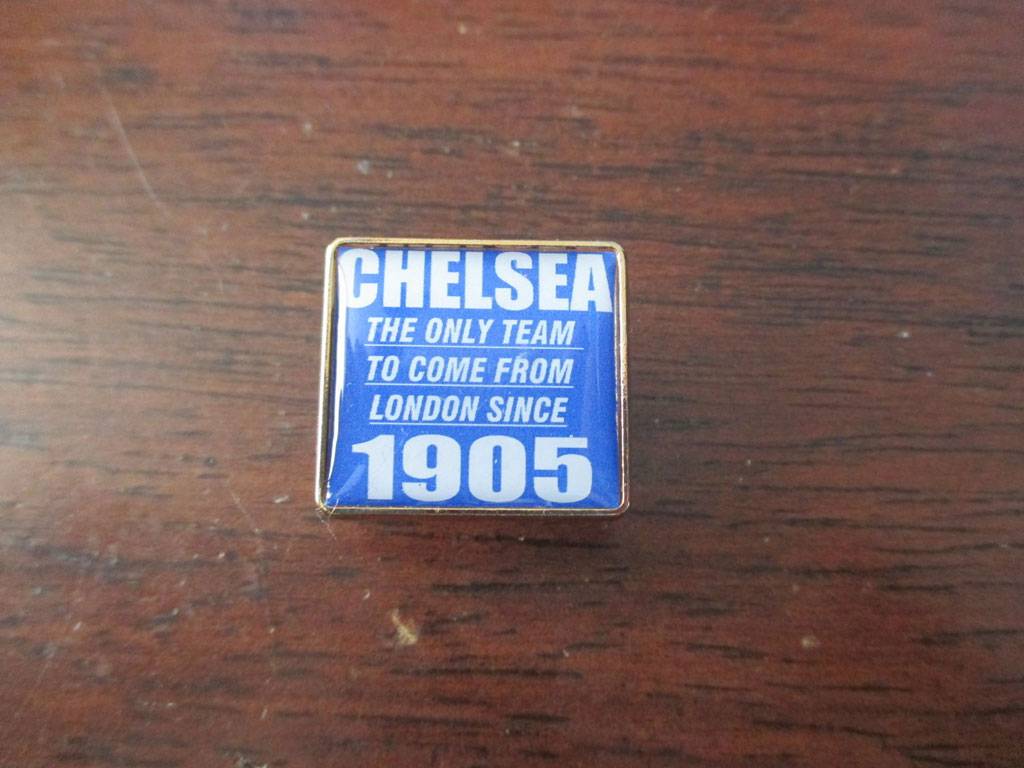 CHELSEA
THE ONLY TEAM
TO COME FROM
LONDON SINCE
1905